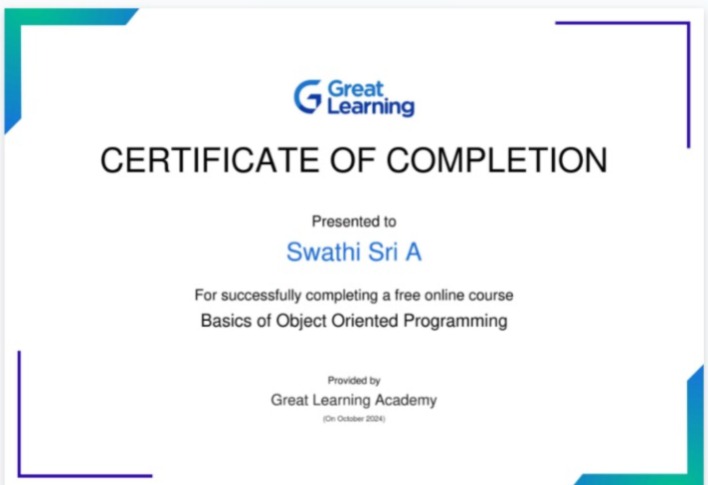 Great
Learning
CERTIFICATE OF COMPLETION
Presented to
Swathi Sri A
For successfully completing a free online course
Basics of Object Oriented Programming
Provided by
Great Learning Academy
(On October 2024)